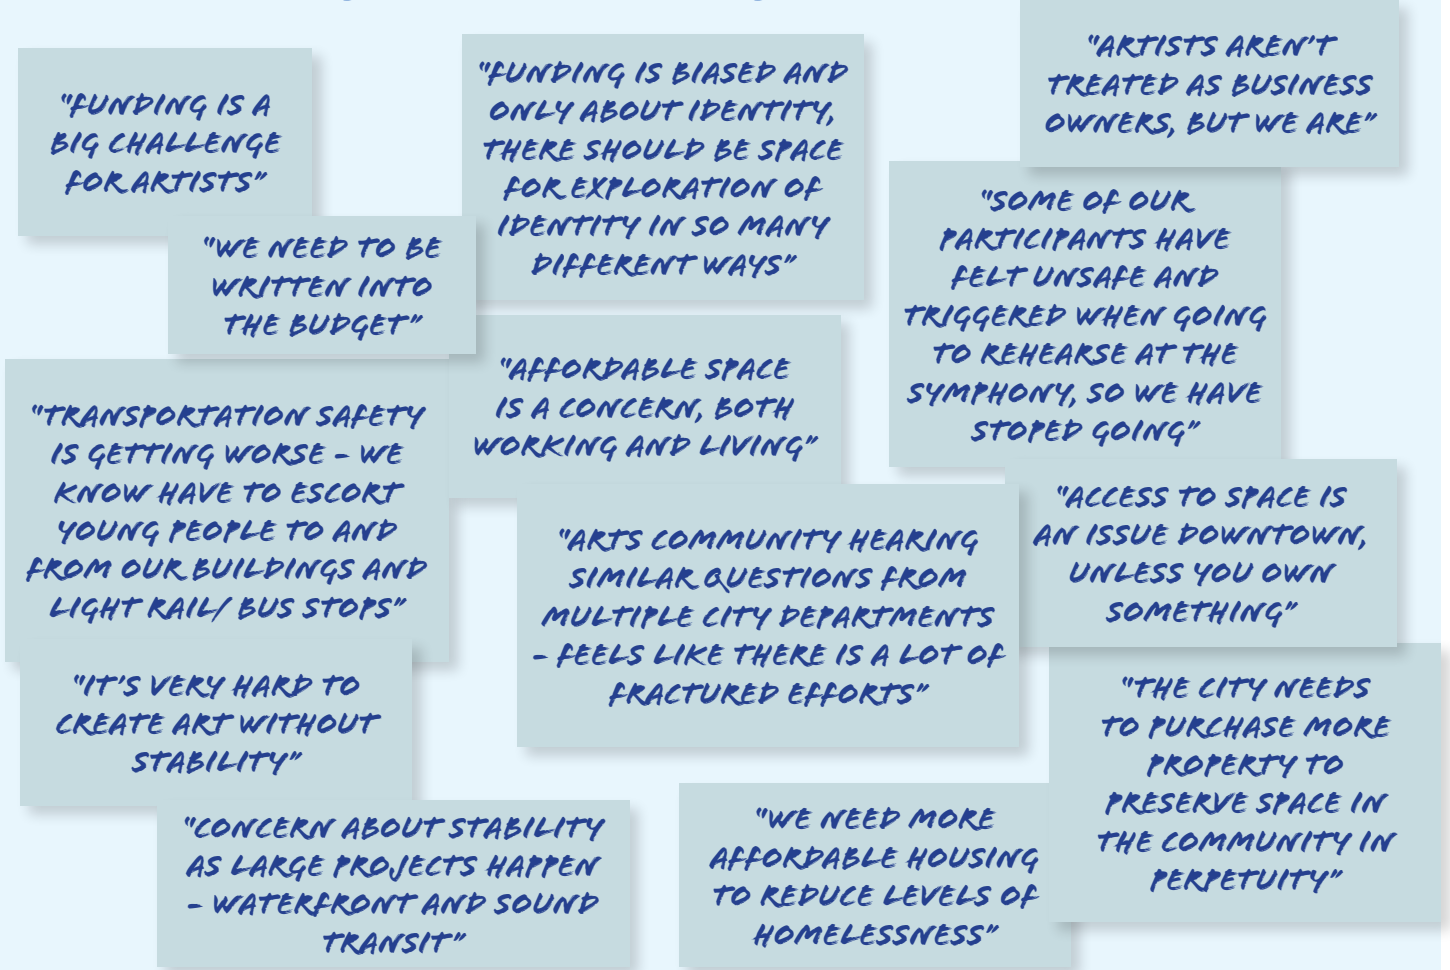 "FUNDING IS A
BIG CHALLENGE
FOR ARTISTS"
"FUNDING IS BIASED AND
ONLY ABOUT IDENTITY,
THERE SHOULD BE SPACE
FOR EXPLORATION OF
IDENTITY IN SO MANY
DIFFERENT WAYS"
"ARTISTS AREN'T
TREATED AS BUSINESS
OWNERS, BUT WE ARE"
"WE NEED TO BE
WRITTEN INTO
THE BUDGET"
"SOME OF OUR
PARTICIPANTS HAVE
FELT UNSAFE AND
TRIGGERED WHEN GOING
TO REHEARSE AT THE
SYMPHONY, SO WE HAVE
STOPED GOING"
"AFFORDABLE SPACE
IS A CONCERN, BOTH
WORKING AND LIVING"
"TRANSPORTATION SAFETY
IS GETTING WORSE - WE
KNOW HAVE TO ESCORT
YOUNG PEOPLE TO AND
FROM OUR BUILDINGS AND
LIGHT RAIL/ BUS STOPS"
"ARTS COMMUNITY HEARING
SIMILAR QUESTIONS FROM
MULTIPLE CITY DEPARTMENTS
- FEELS LIKE THERE IS A LOT OF
FRACTURED EFFORTS"
"ACCESS TO SPACE IS
AN ISSUE DOWNTOWN,
UNLESS YOU OWN
SOMETHING"
"IT'S VERY HARD TO
CREATE ART WITHOUT
STABILITY"
"THE CITY NEEDS
TO PURCHASE MORE
PROPERTY TO
PRESERVE SPACE IN
THE COMMUNITY IN
PERPETUITY"
"CONCERN ABOUT STABILITY
AS LARGE PROJECTS HAPPEN
- WATERFRONT AND SOUND
TRANSIT"
"WE NEED MORE
AFFORDABLE HOUSING
TO REDUCE LEVELS OF
HOMELESSNESS"